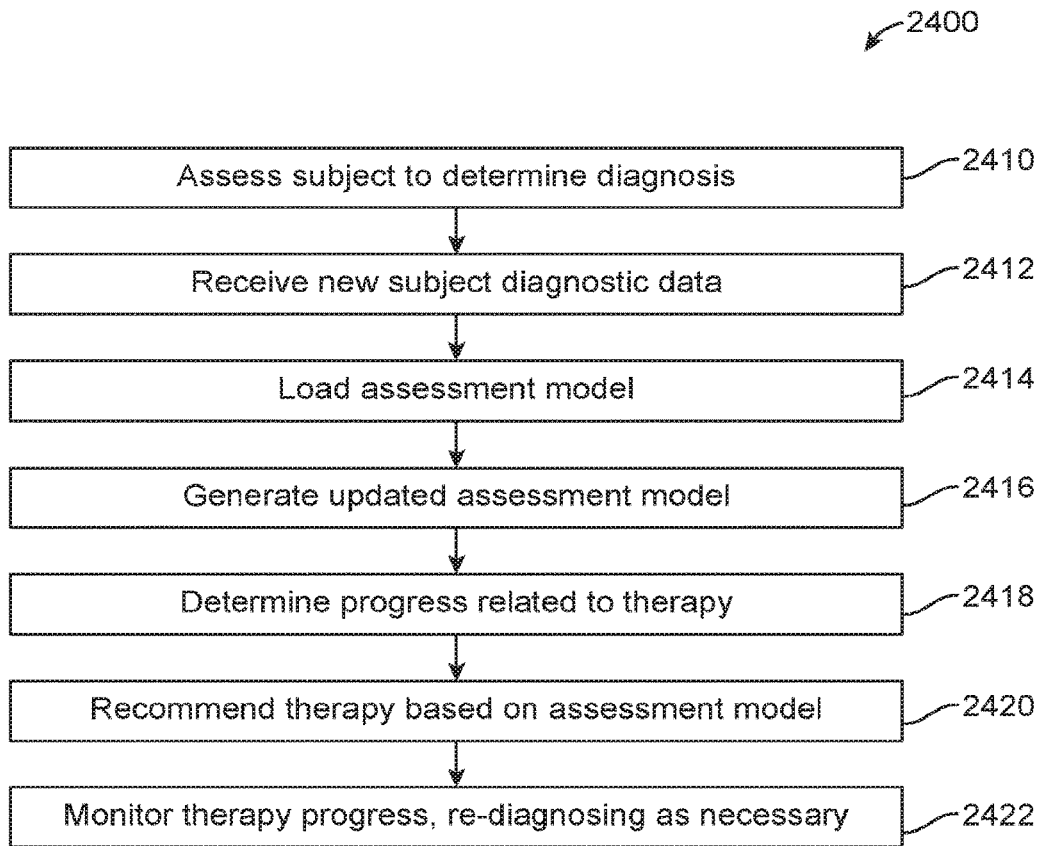 2400
Assess subject to determine diagnosis 2410
Receive new subject diagnostic data 2412
Load assessment model 2414
Generate updated assessment model 2416
Determine progress related to therapy 2418
Recommend therapy based on assessment model 2420
Monitor therapy progress, re-diagnosing as necessary 2422